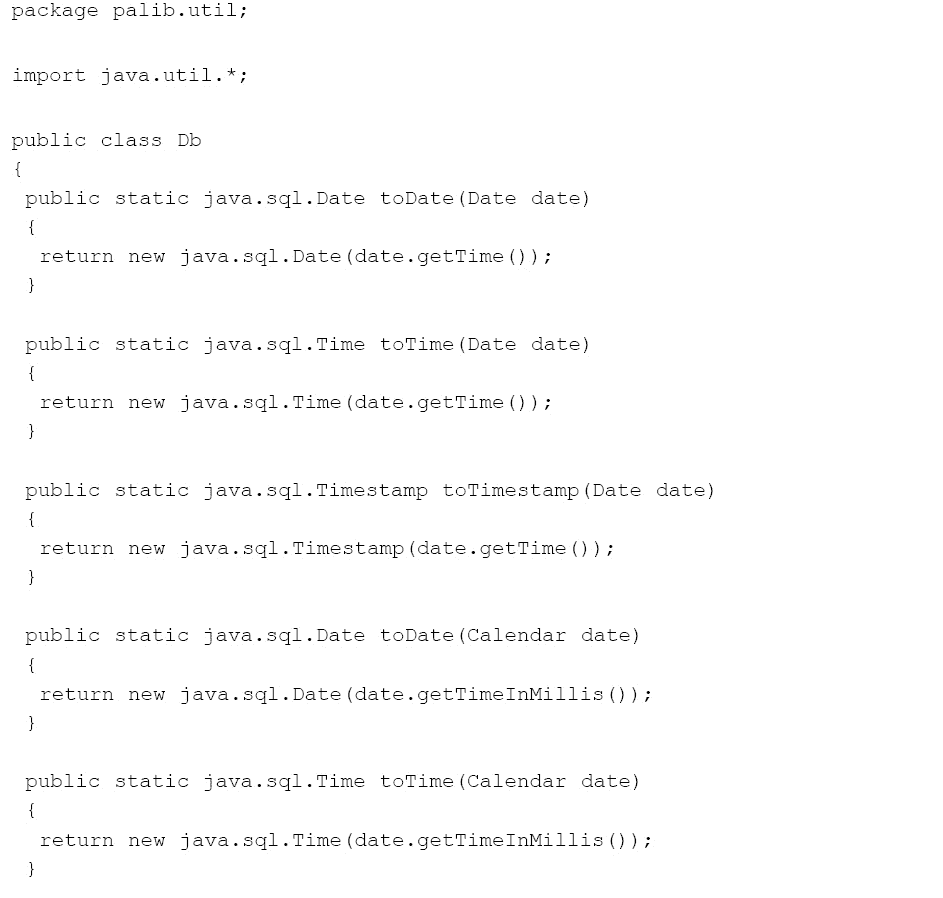 package palib.util;
import java.util.*;
public class Db
{
public static java.sql.Date toDate(Date date)
{
return new java.sql.Date(date.getTime());
}
public static java.sql.Time toTime(Date date)
{
return new java.sql.Time(date.getTime());
}
public static java.sql.Timestamp toTimestamp(Date date)
{
return new java.sql.Timestamp(date.getTime());
}
public static java.sql.Date toDate(Calendar date)
{
return new java.sql.Date(date.getTimeInMillis());
}
public static java.sql.Time toTime(Calendar date)
{
return new java.sql.Time(date.getTimeInMillis());
}